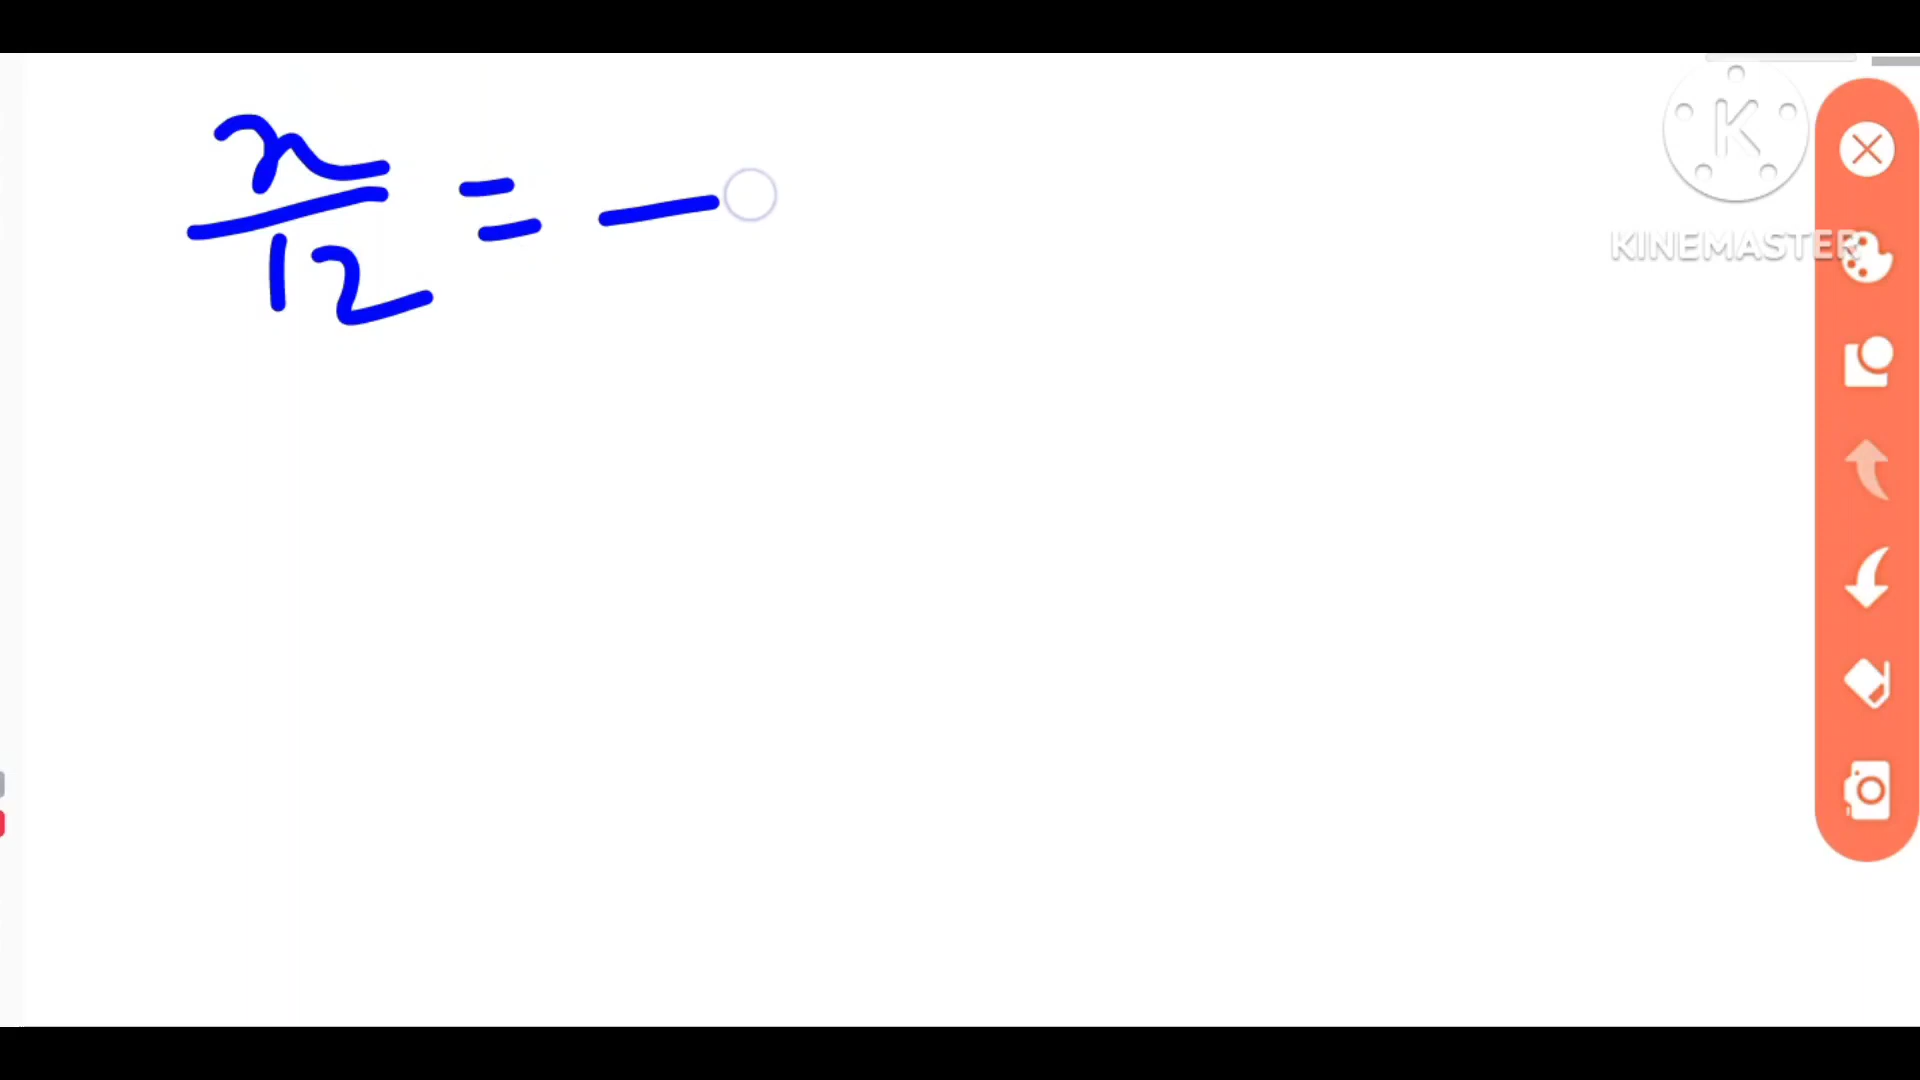 x/12 = —
K
KINEMASTER